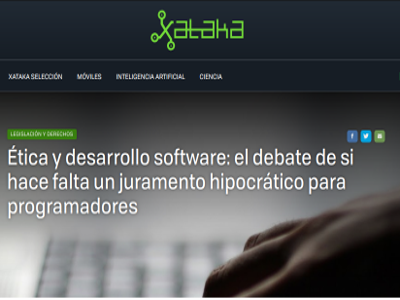 xataka
XATAKA SELECCIÓN MÓVILES INTELIGENCIA ARTIFICIAL CIENCIA
LEGISLACIÓN Y DERECHOS
Ética y desarrollo software: el debate de si
hace falta un juramento hipocrático para
programadores